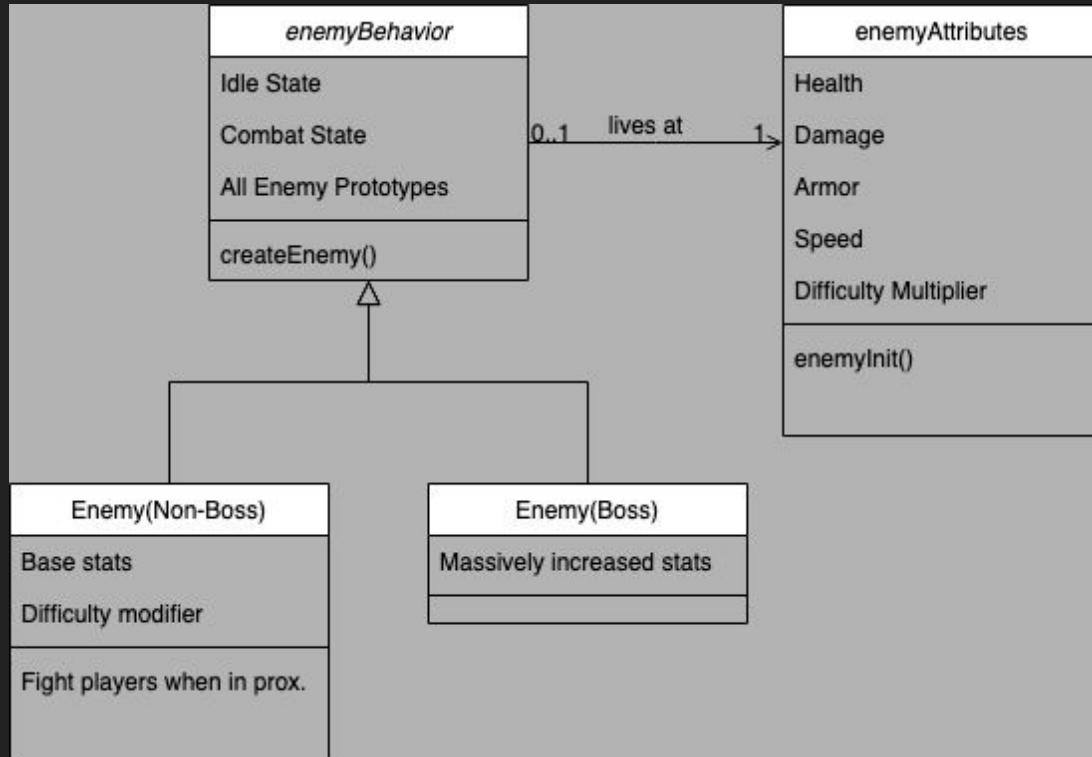 enemyBehavior
Idle State
Combat State
All Enemy Prototypes
createEnemy()
0..1 lives at 1
enemyAttributes
Health
Damage
Armor
Speed
Difficulty Multiplier
enemyInit()
Enemy(Non-Boss)
Base stats
Difficulty modifier
Fight players when in prox.
Enemy(Boss)
Massively increased stats